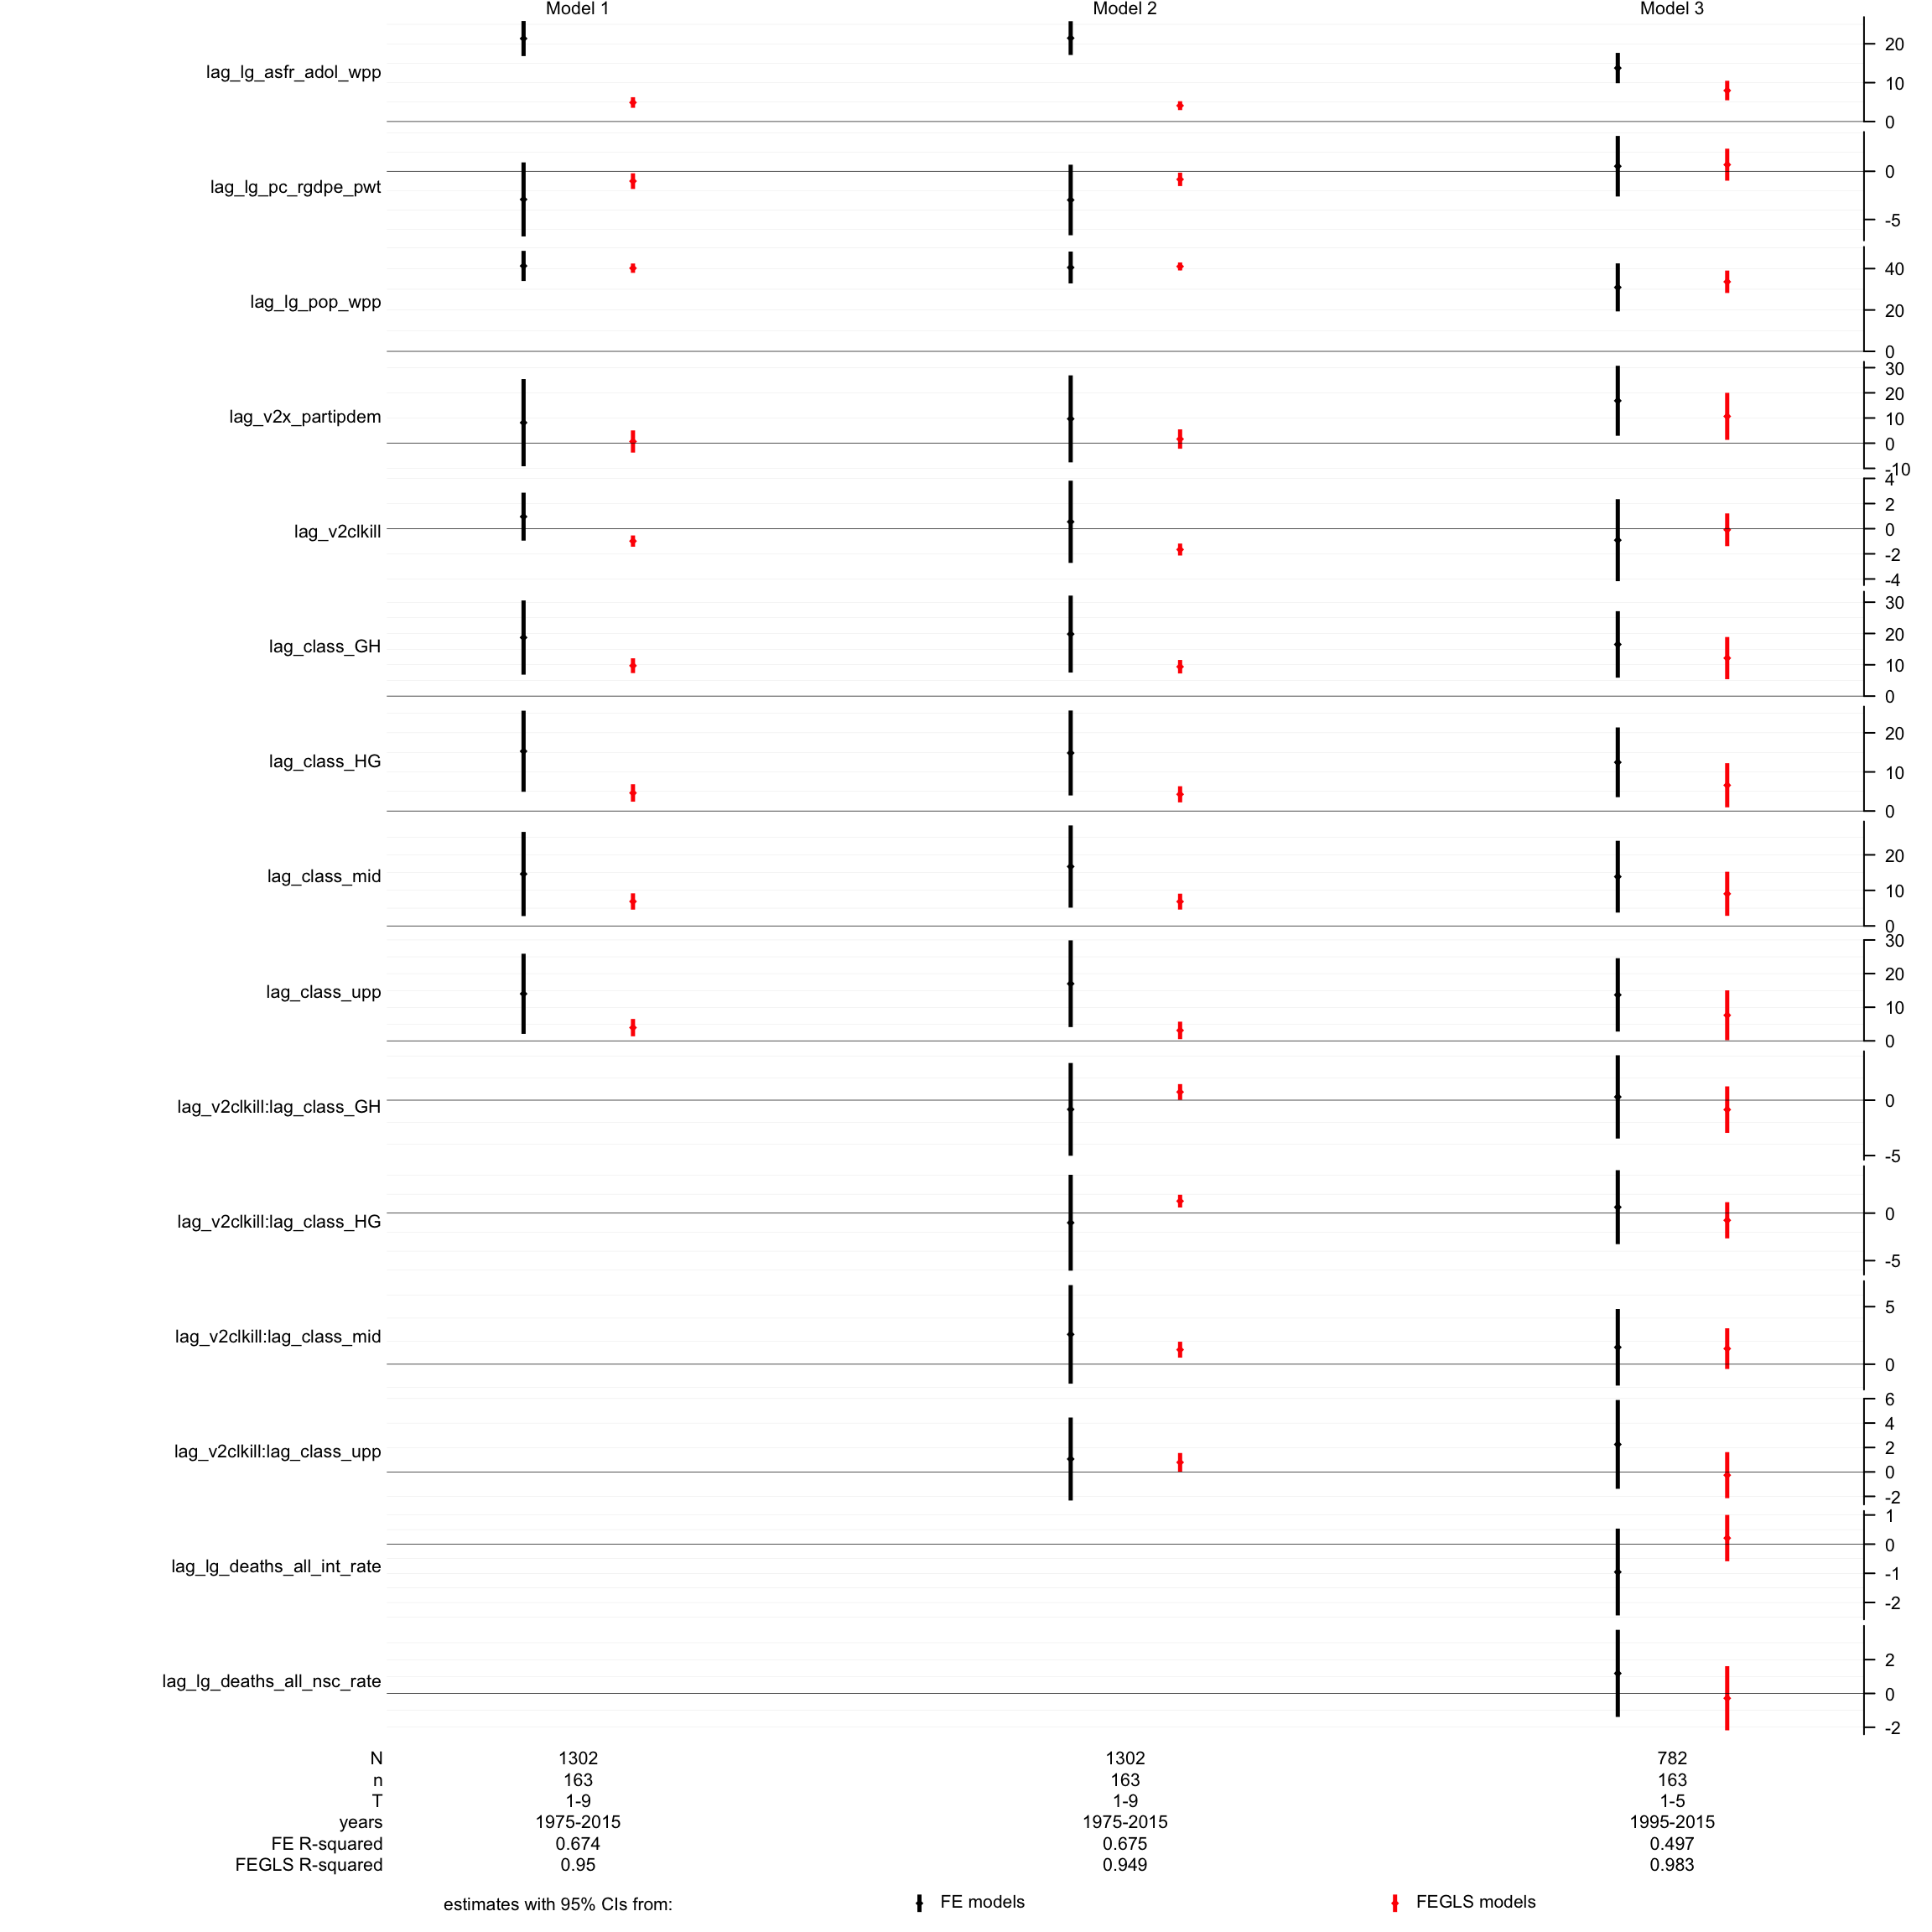 Model 1 Model 2 Model 3
lag_lg_asfr_adol_wpp 20 10 0
lag_lg_pc_rgdpe_pwt 0 -5
lag_lg_pop_wpp 40 20 0
lag_v2x_partipdem 30 20 10 0 -10
lag_v2clkill 4 2 0 -2 -4
lag_class_GH 30 20 10 0
lag_class_HG 20 10 0
lag_class_mid 20 10 0
lag_class_upp 30 20 10 0
lag_v2clkill:lag_class_GH 0 -5
lag_v2clkill:lag_class_HG 0 -5
lag_v2clkill:lag_class_mid 5 0
lag_v2clkill:lag_class_upp 6 4 2 0 -2
lag_lg_deaths_all_int_rate 1 0 -1 -2
lag_lg_deaths_all_nsc_rate 2 0 -2
N 1302 1302 782
n 163 163 163
T 1-9 1-9 1-5
years 1975-2015 1975-2015 1995-2015
FE R-squared 0.674 0.675 0.497
FEGLS R-squared 0.95 0.949 0.983
estimates with 95% CIs from: FE models FEGLS models